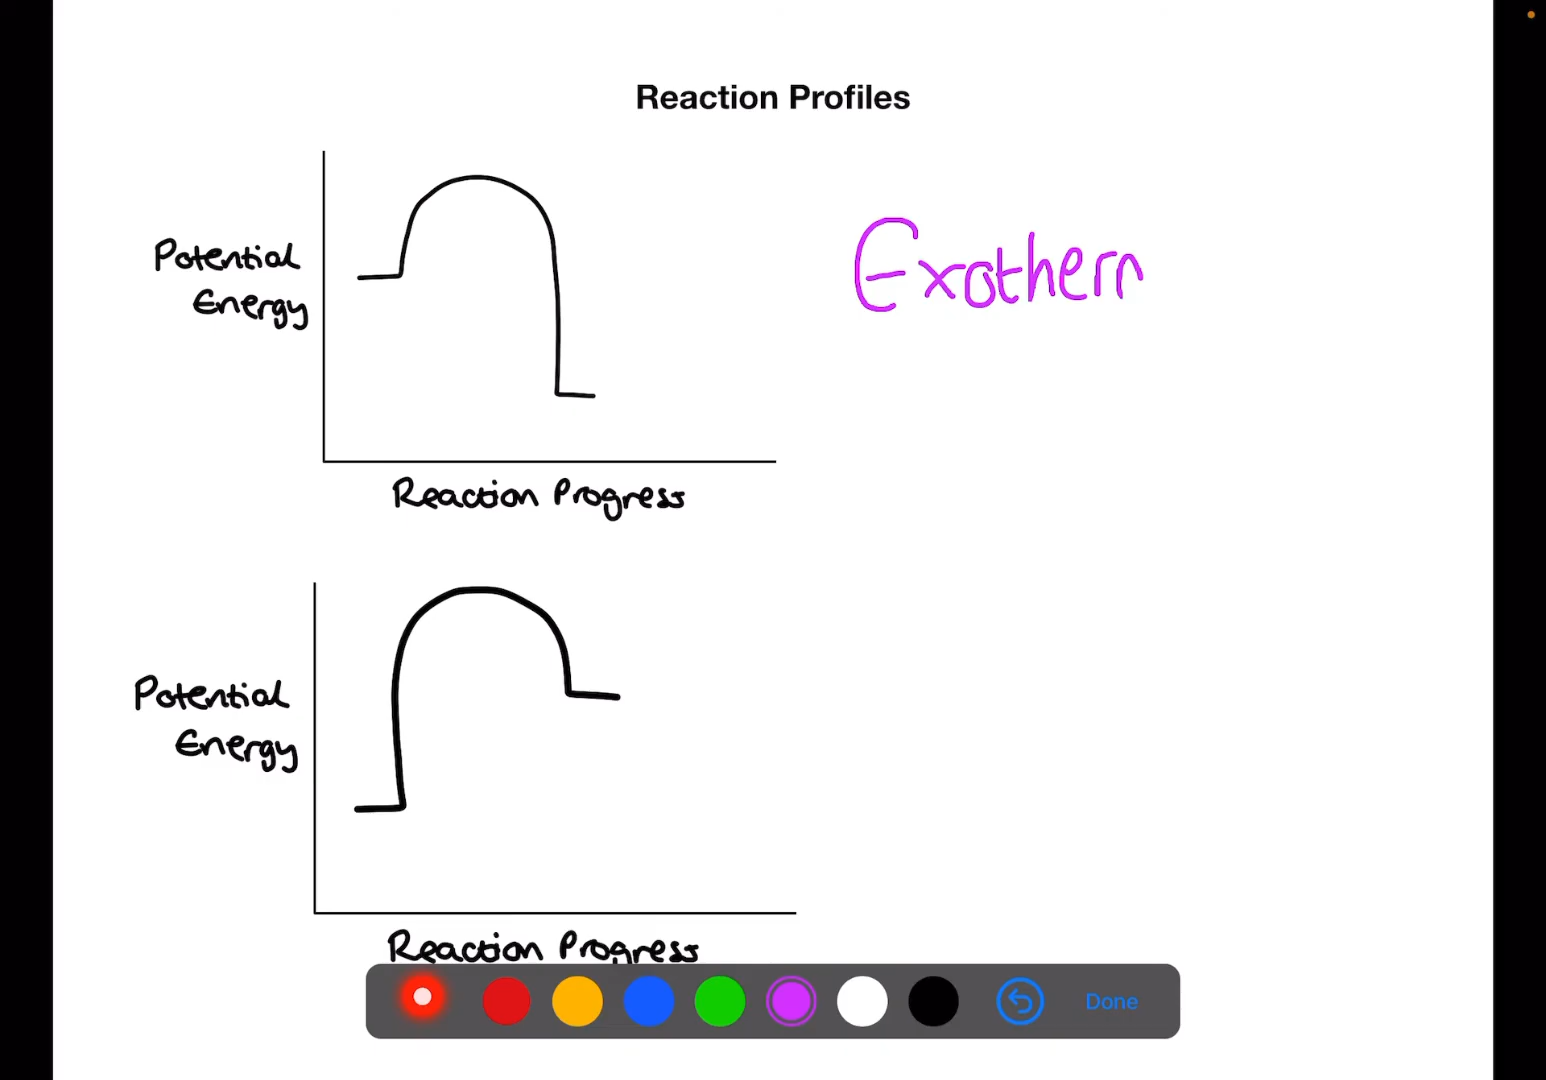 Reaction Profiles
Potential
Energy
Exotherm
Reaction Progress
Potential
Energy
Reaction Progress
Done